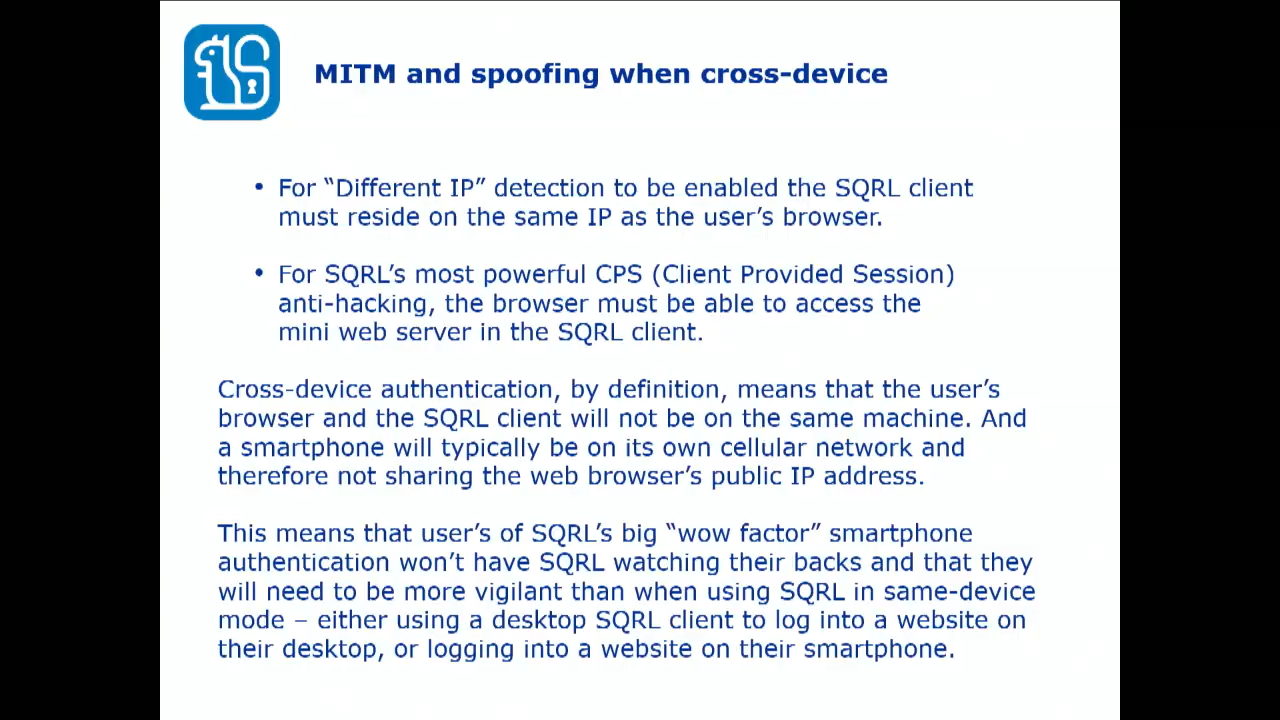 MITM and spoofing when cross-device
• For “Different IP” detection to be enabled the SQRL client
must reside on the same IP as the user’s browser.
• For SQRL’s most powerful CPS (Client Provided Session)
anti-hacking, the browser must be able to access the
mini web server in the SQRL client.
Cross-device authentication, by definition, means that the user’s
browser and the SQRL client will not be on the same machine. And
a smartphone will typically be on its own cellular network and
therefore not sharing the web browser’s public IP address.
This means that user’s of SQRL’s big “wow factor” smartphone
authentication won’t have SQRL watching their backs and that they
will need to be more vigilant than when using SQRL in same-device
mode – either using a desktop SQRL client to log into a website on
their desktop, or logging into a website on their smartphone.